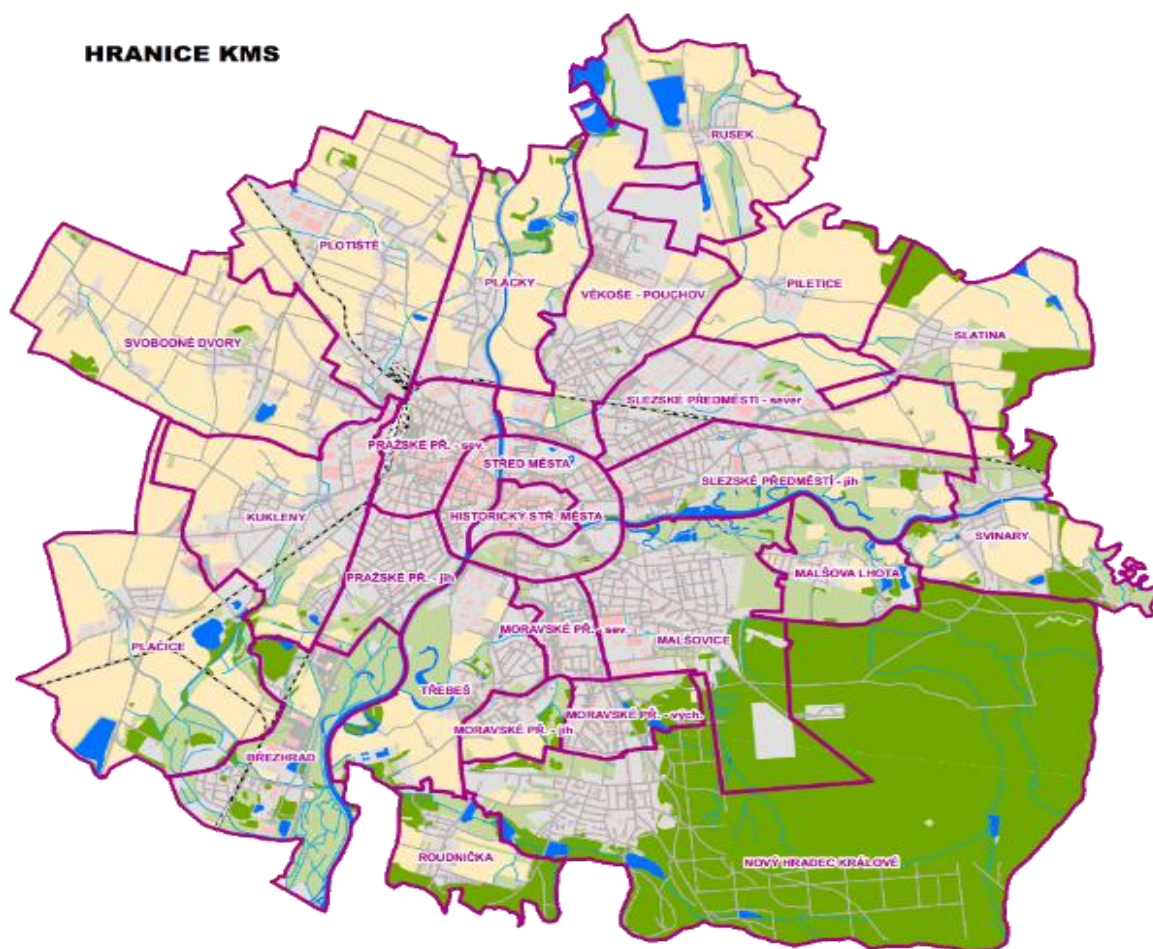 HRANICE KMS
RUSEK
PLOTIŠTĚ
PLÁCKY
VĚKOŠE - POUCHOV
PILETICE
SVOBODNÉ DVORY
SLATINA
SLEZSKÉ PŘEDMĚSTÍ - sever
PRAŽSKÉ PŘ. - sev.
STŘED MĚSTA
SLEZSKÉ PŘEDMĚSTÍ - jih
KUKLENY
HISTORICKÝ STŘ. MĚSTA
SVINARY
PRAŽSKÉ PŘ. - jih
MALŠOVA LHOTA
MORAVSKÉ PŘ. - sev.
MALŠOVICE
PLAČICE
TŘEBEŠ
MORAVSKÉ PŘ. - vých.
MORAVSKÉ PŘ. - jih
BŘEZHRAD
ROUDNIČKA
NOVÝ HRADEC KRÁLOVÉ